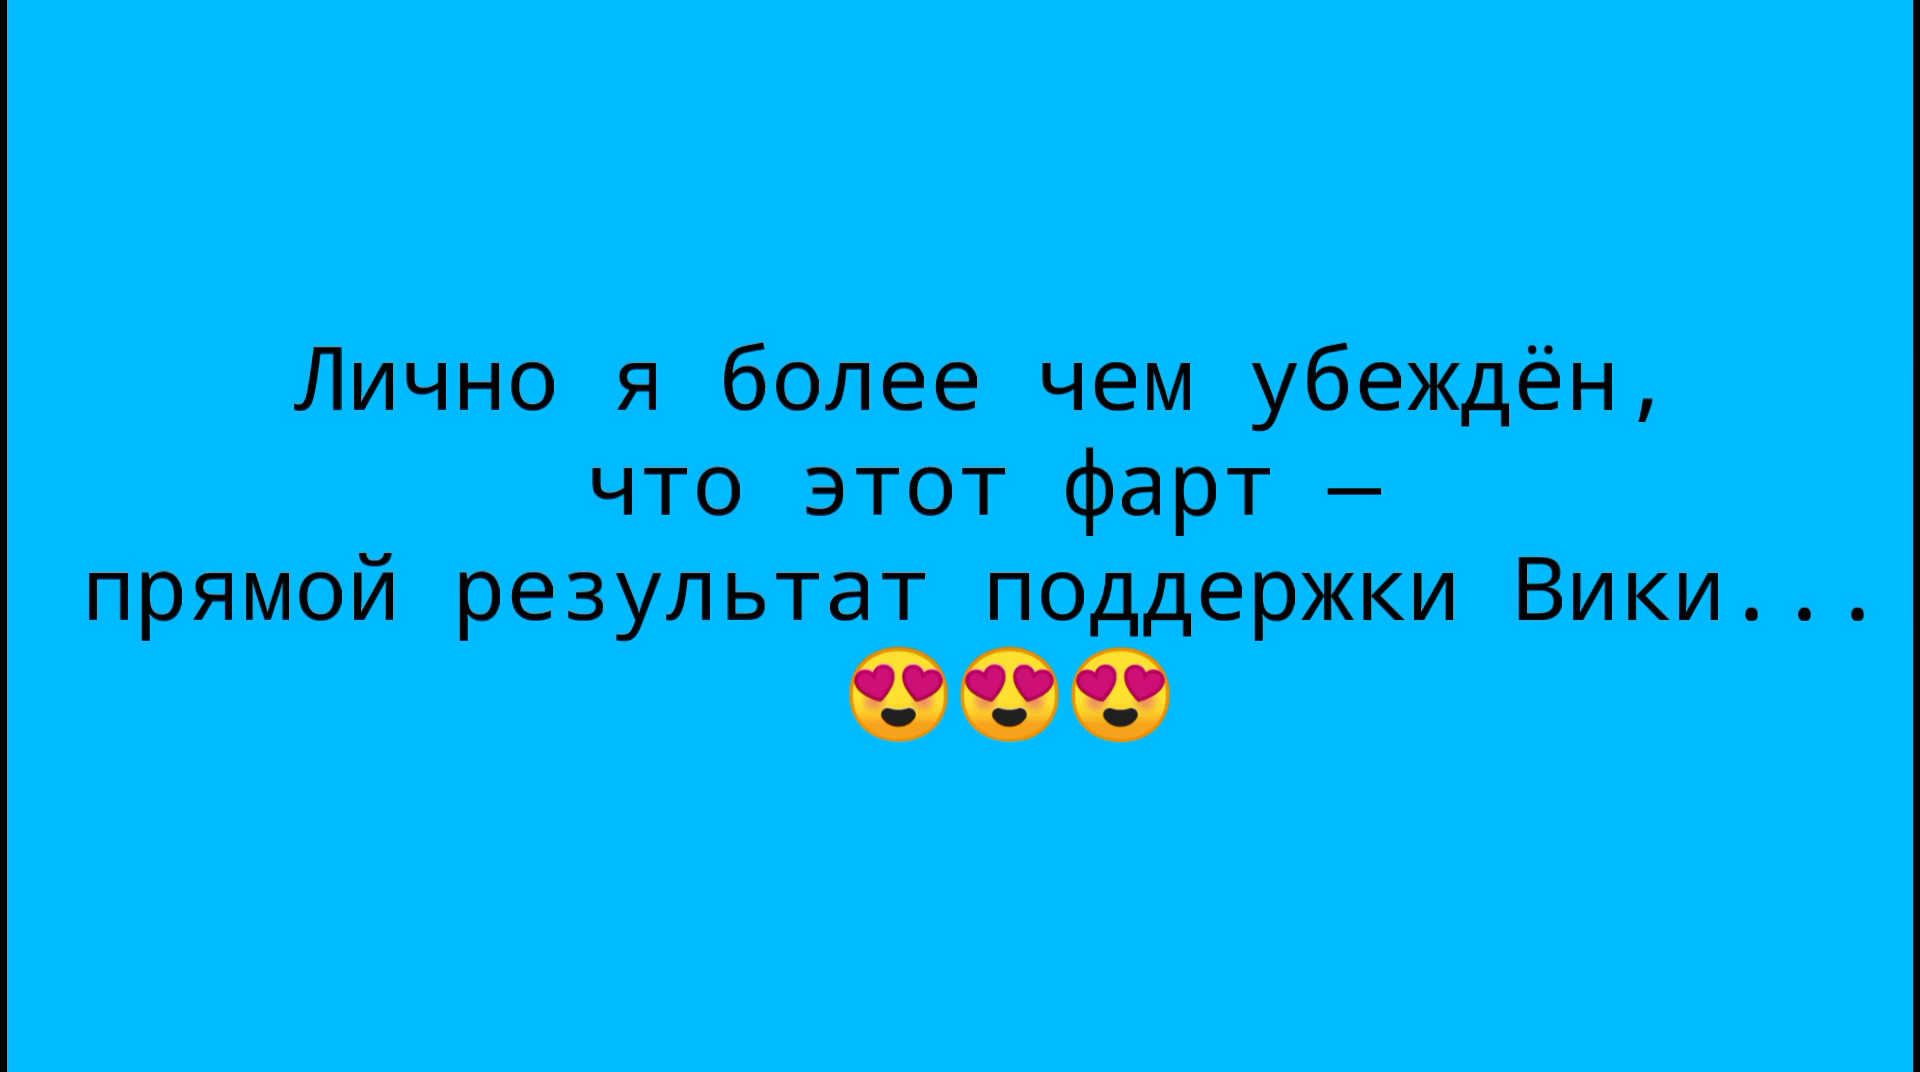 Лично я более чем убеждён,
что этот фарт —
прямой результат поддержки Вики...
😍😍😍